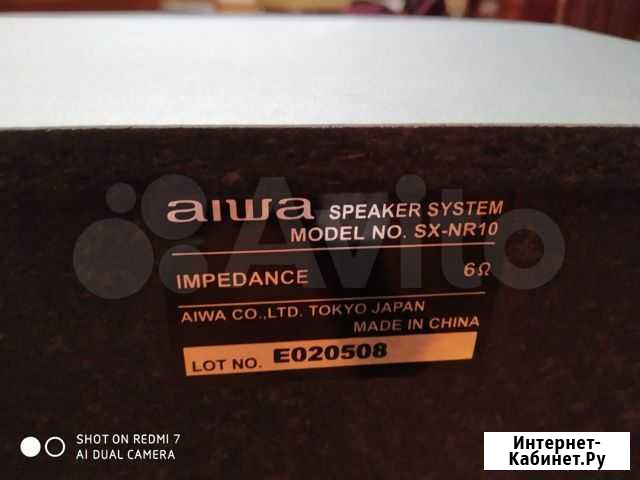 aiwa SPEAKER SYSTEM
MODEL NO. SX-NR10
IMPEDANCE 6Ω
AIWA CO.,LTD. TOKYO JAPAN
MADE IN CHINA
LOT NO. E020508
Avito
SHOT ON REDMI 7
AI DUAL CAMERA
Интернет-
Кабинет.Ру